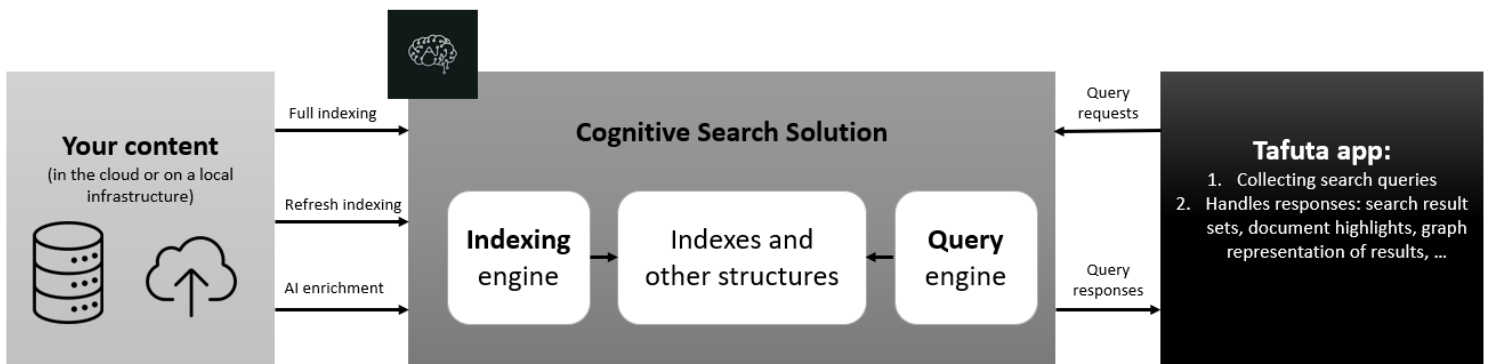 AI
Your content
(in the cloud or on a local
infrastructure)
Full indexing
Refresh indexing
AI enrichment
Cognitive Search Solution
Indexing
engine
Indexes and
other structures
Query
engine
Query
requests
Query
responses
Tafuta app:
1. Collecting search queries
2. Handles responses: search result
sets, document highlights, graph
representation of results, ...